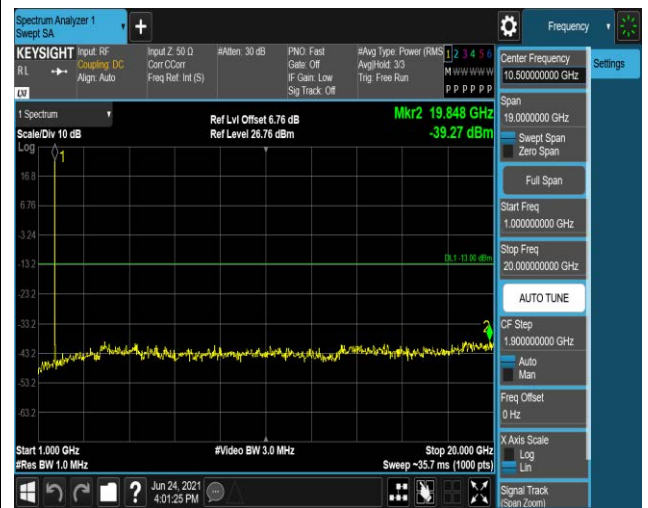 Spectrum Analyzer 1
Swept SA
Frequency
KEYSIGHT
RL
LXI
Input: RF
Coupling: DC
Align: Auto
Input Z: 50 Ω
Corr CCorr
Freq Ref: Int (S)
#Atten: 30 dB
PNO: Fast
Gate: Off
IF Gain: Low
Sig Track: Off
#Avg Type: Power (RMS
Avg|Hold: 3/3
Trig: Free Run
1 2 3 4 5 6
M W W W W W
P P P P P P
Center Frequency
10.500000000 GHz
Settings
Span
19.0000000 GHz
Swept Span
Zero Span
Full Span
Start Freq
1.000000000 GHz
Stop Freq
20.000000000 GHz
AUTO TUNE
CF Step
1.900000000 GHz
Auto
Man
Freq Offset
0 Hz
X Axis Scale
Log
Lin
Signal Track
(Span Zoom)
1 Spectrum
Scale/Div 10 dB
Log
Ref Lvl Offset 6.76 dB
Ref Level 26.76 dBm
Mkr2 19.848 GHz
-39.27 dBm
1
16.8
6.76
-3.24
DL1 -13.00 dBm
-13.2
-23.2
-33.2
2
-43.2
-53.2
-63.2
Start 1.000 GHz
#Res BW 1.0 MHz
#Video BW 3.0 MHz
Stop 20.000 GHz
Sweep ~35.7 ms (1000 pts)
?
Jun 24, 2021
4:01:25 PM